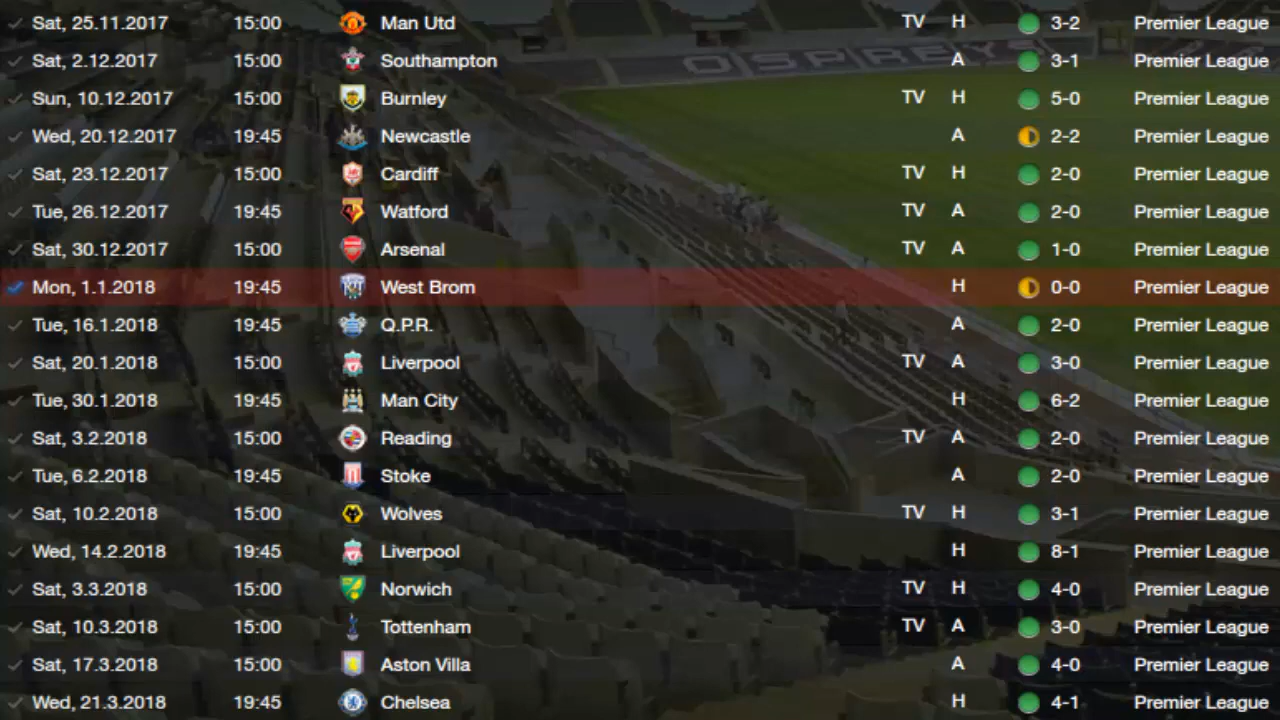 Sat, 25.11.2017 15:00 Man Utd TV H 3-2 Premier League
Sat, 2.12.2017 15:00 Southampton A 3-1 Premier League
Sun, 10.12.2017 15:00 Burnley TV H 5-0 Premier League
Wed, 20.12.2017 19:45 Newcastle A 2-2 Premier League
Sat, 23.12.2017 15:00 Cardiff TV H 2-0 Premier League
Tue, 26.12.2017 19:45 Watford TV A 2-0 Premier League
Sat, 30.12.2017 15:00 Arsenal TV A 1-0 Premier League
Mon, 1.1.2018 19:45 West Brom H 0-0 Premier League
Tue, 16.1.2018 19:45 Q.P.R. A 2-0 Premier League
Sat, 20.1.2018 15:00 Liverpool TV A 3-0 Premier League
Tue, 30.1.2018 19:45 Man City H 6-2 Premier League
Sat, 3.2.2018 15:00 Reading TV A 2-0 Premier League
Tue, 6.2.2018 19:45 Stoke A 2-0 Premier League
Sat, 10.2.2018 15:00 Wolves TV H 3-1 Premier League
Wed, 14.2.2018 19:45 Liverpool H 8-1 Premier League
Sat, 3.3.2018 15:00 Norwich TV H 4-0 Premier League
Sat, 10.3.2018 15:00 Tottenham TV A 3-0 Premier League
Sat, 17.3.2018 15:00 Aston Villa A 4-0 Premier League
Wed, 21.3.2018 19:45 Chelsea H 4-1 Premier League
OSPREYS